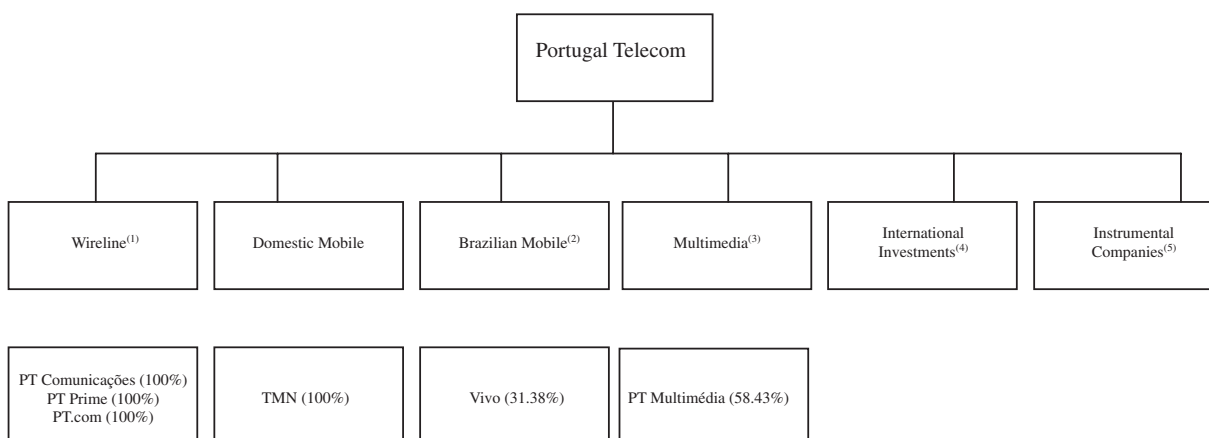 Portugal Telecom
Wireline(1)
Domestic Mobile
Brazilian Mobile(2)
Multimedia(3)
International
Investments(4)
Instrumental
Companies(5)
PT Comunicações (100%)
PT Prime (100%)
PT.com (100%)
TMN (100%)
Vivo (31.38%)
PT Multimédia (58.43%)